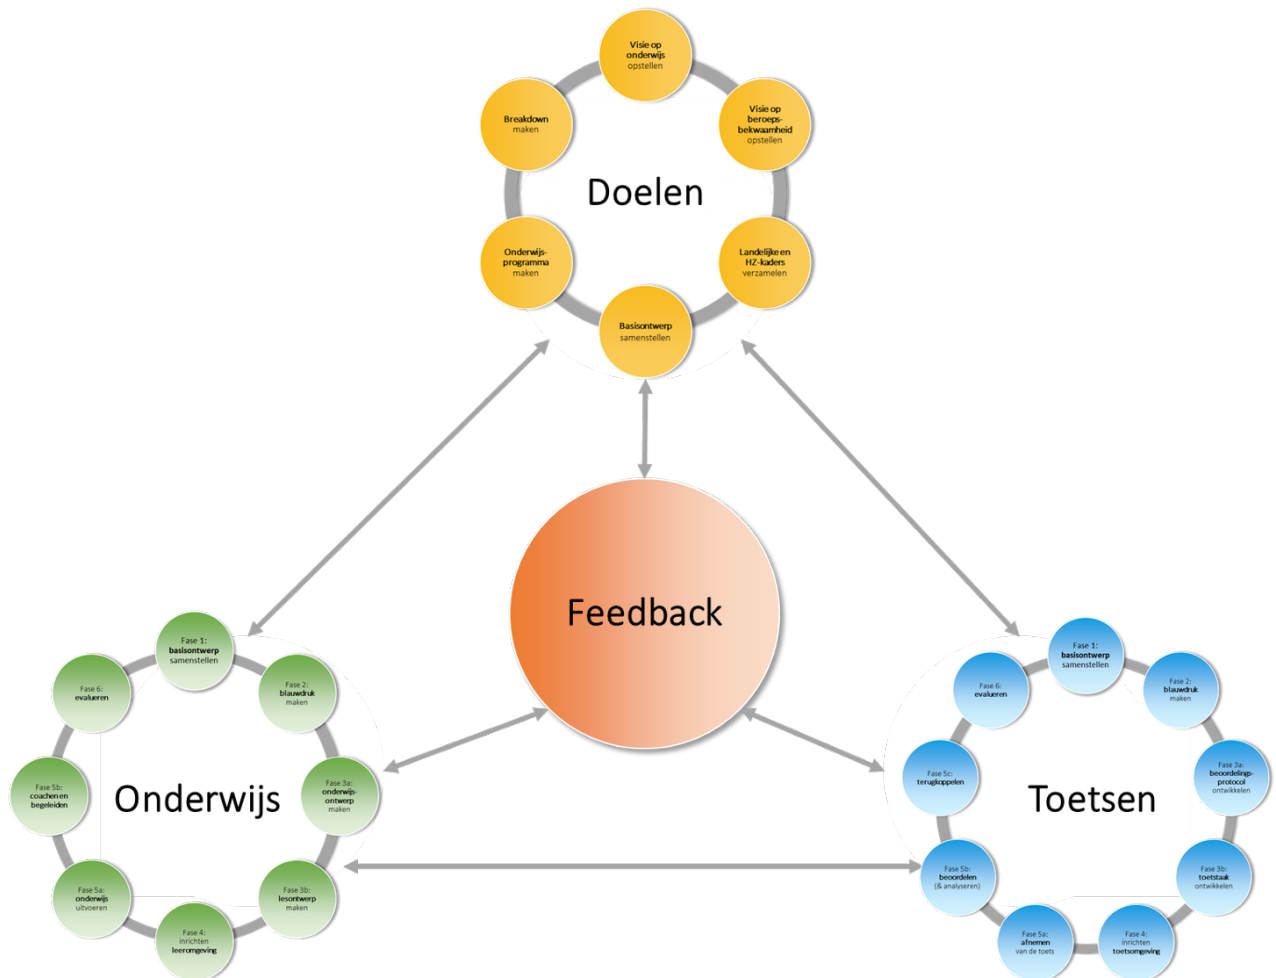 Visie op
onderwijs
opstellen
Visie op
beroeps-
bekwaamheid
opstellen
Landelijke en
HZ-kaders
verzamelen
Basisontwerp
samenstellen
Onderwijs-
programma
maken
Breakdown
maken
Doelen
Feedback
Fase 1:
basisontwerp
samenstellen
Fase 2:
blauwdruk
maken
Fase 3a:
onderwijs-
ontwerp
maken
Fase 3b:
lesontwerp
maken
Fase 4:
inrichten
leeromgeving
Fase 5a:
onderwijs
uitvoeren
Fase 5b:
coachen en
begeleiden
Fase 6:
evalueren
Onderwijs
Fase 1:
basisontwerp
samenstellen
Fase 2:
blauwdruk
maken
Fase 3a:
beoordelings-
protocol
ontwikkelen
Fase 3b:
toetstaak
ontwikkelen
Fase 4:
inrichten
toetsomgeving
Fase 5a:
afnemen
van de toets
Fase 5b:
beoordelen
(& analyseren)
Fase 5c:
terugkoppelen
Fase 6:
evalueren
Toetsen